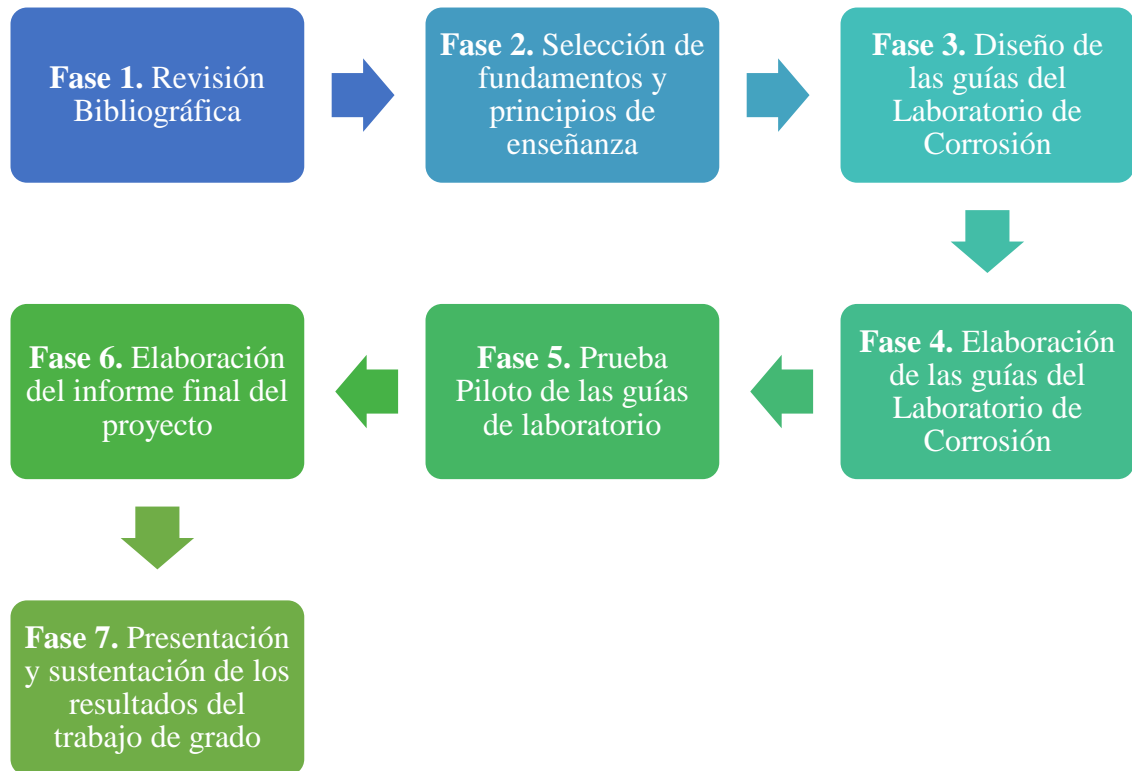 Fase 1. Revisión
Bibliográfica
Fase 2. Selección de
fundamentos y
principios de
enseñanza
Fase 3. Diseño de
las guías del
Laboratorio de
Corrosión
Fase 4. Elaboración
de las guías del
Laboratorio de
Corrosión
Fase 5. Prueba
Piloto de las guías
de laboratorio
Fase 6. Elaboración
del informe final del
proyecto
Fase 7. Presentación
y sustentación de los
resultados del
trabajo de grado